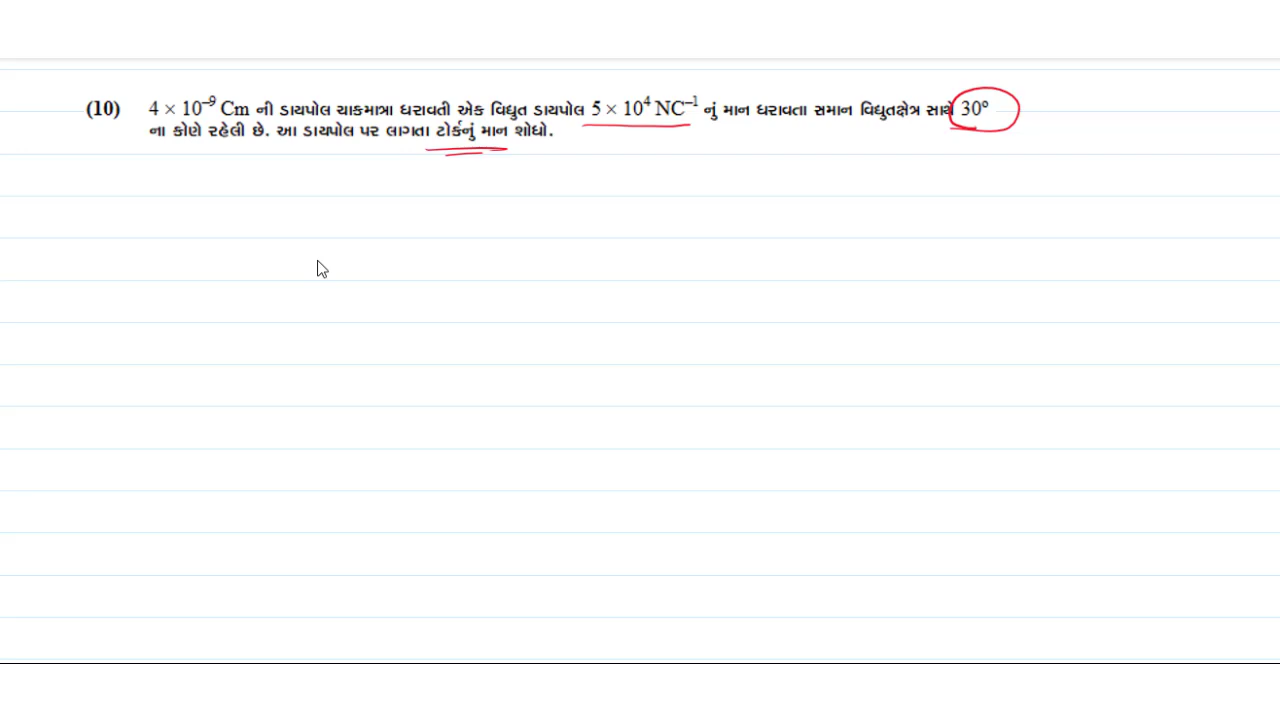 (10) 4 × 10⁻⁹ Cm ની ડાયપોલ ચાકમાત્રા ધરાવતી એક વિદ્યુત ડાયપોલ 5 × 10⁴ NC⁻¹ નું માન ધરાવતા સમાન વિદ્યુતક્ષેત્ર સાથે 30°
ના કોણે રહેલી છે. આ ડાયપોલ પર લાગતા ટોર્કનું માન શોધો.